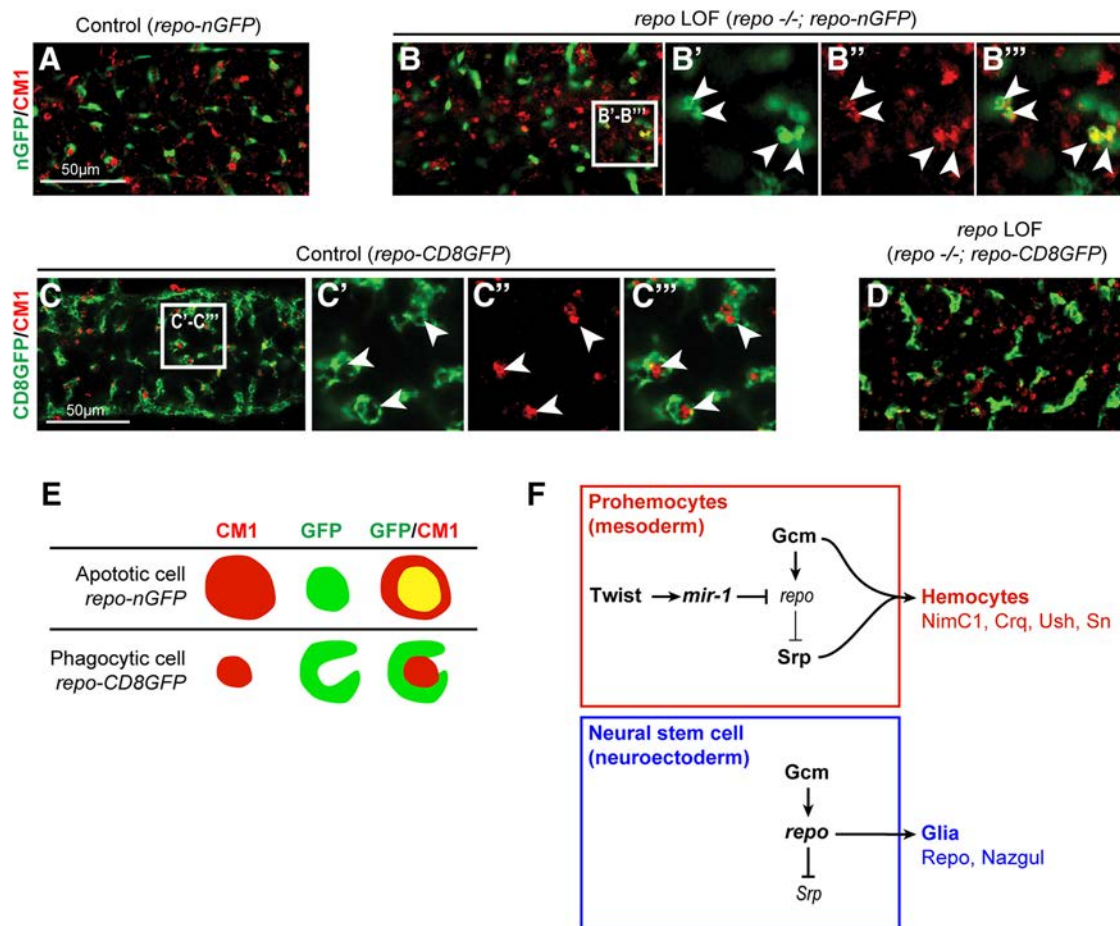 Control (repo-nGFP)
repo LOF (repo -/-; repo-nGFP)
nGFP/CM1
A
50µm
B
B'-B'''
B'
B''
B'''
Control (repo-CD8GFP)
repo LOF
(repo -/-; repo-CD8GFP)
CD8GFP/CM1
C
C'-C'''
50µm
C'
C''
C'''
D
E
CM1 GFP GFP/CM1
Apototic cell
repo-nGFP
Phagocytic cell
repo-CD8GFP
F
Prohemocytes
(mesoderm)
Gcm
Twist mir-1 repo
Srp
Hemocytes
NimC1, Crq, Ush, Sn
Neural stem cell
(neuroectoderm)
Gcm
repo
Srp
Glia
Repo, Nazgul